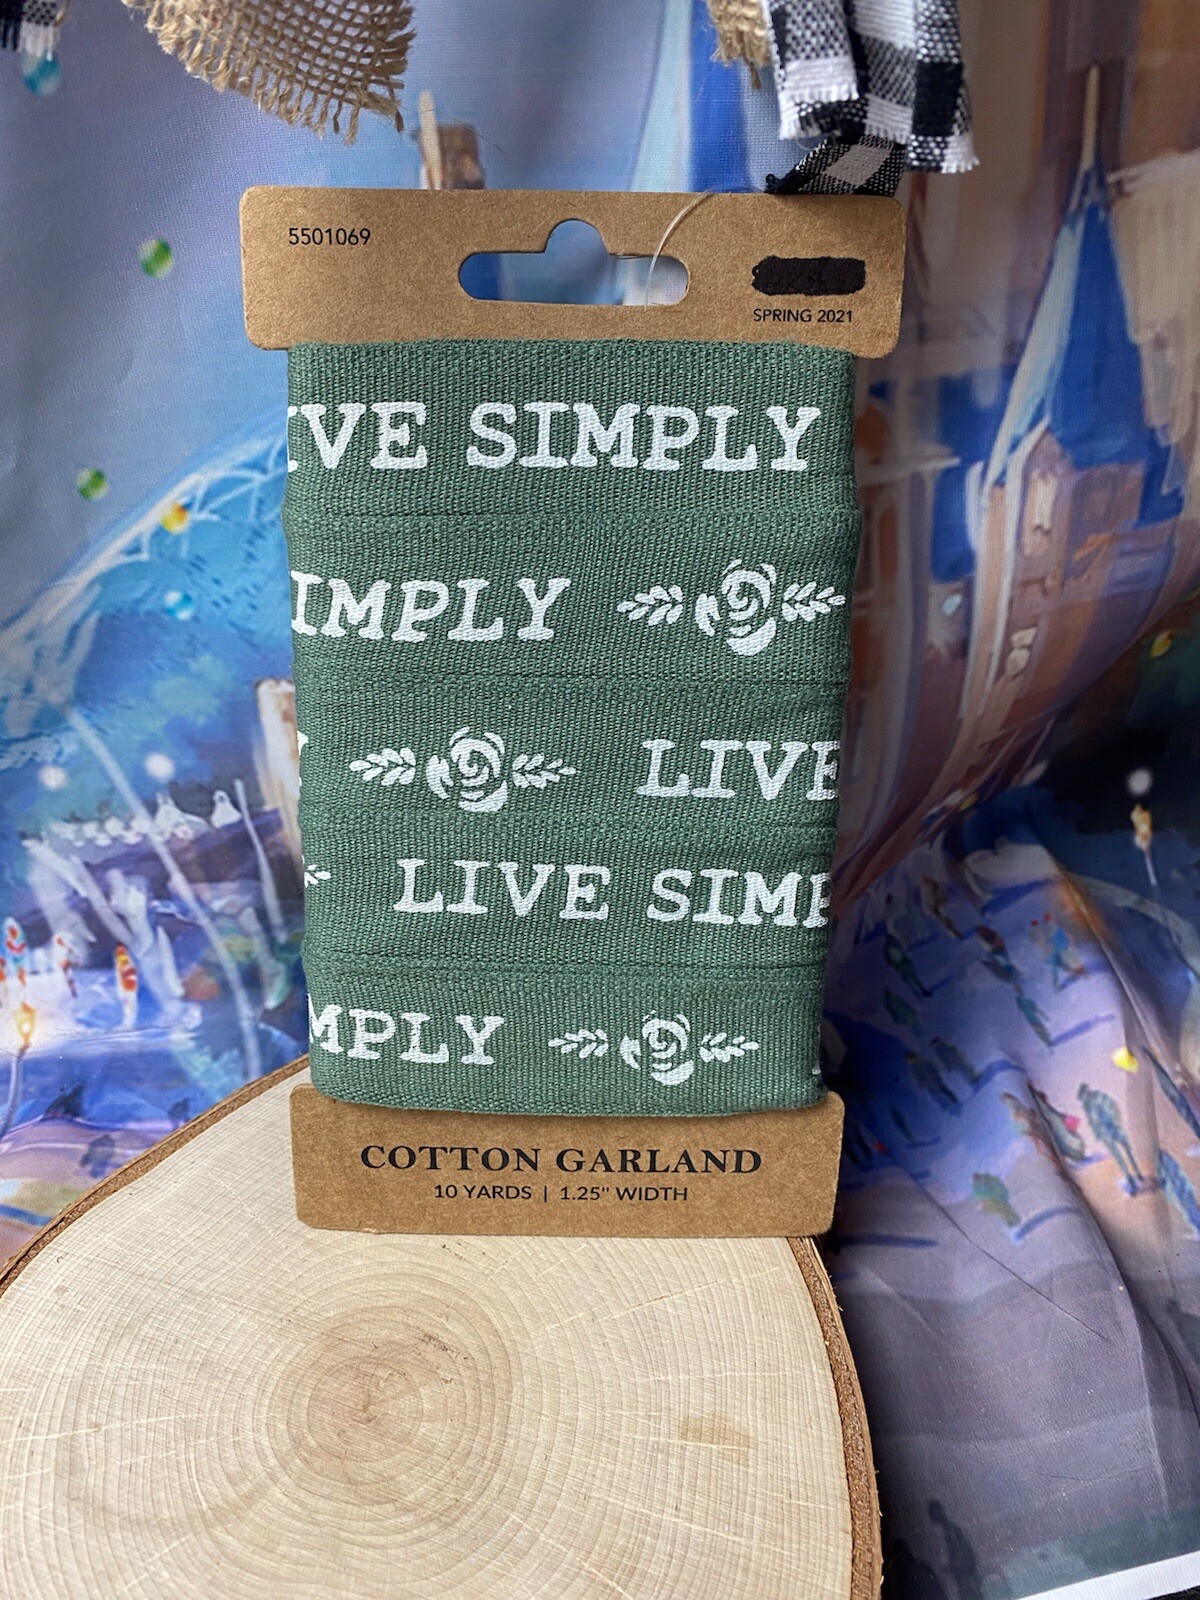 5501069
SPRING 2021
IVE SIMPLY
IMPLY
Y LIVE
LIVE SIMP
MPLY
COTTON GARLAND
10 YARDS | 1.25" WIDTH